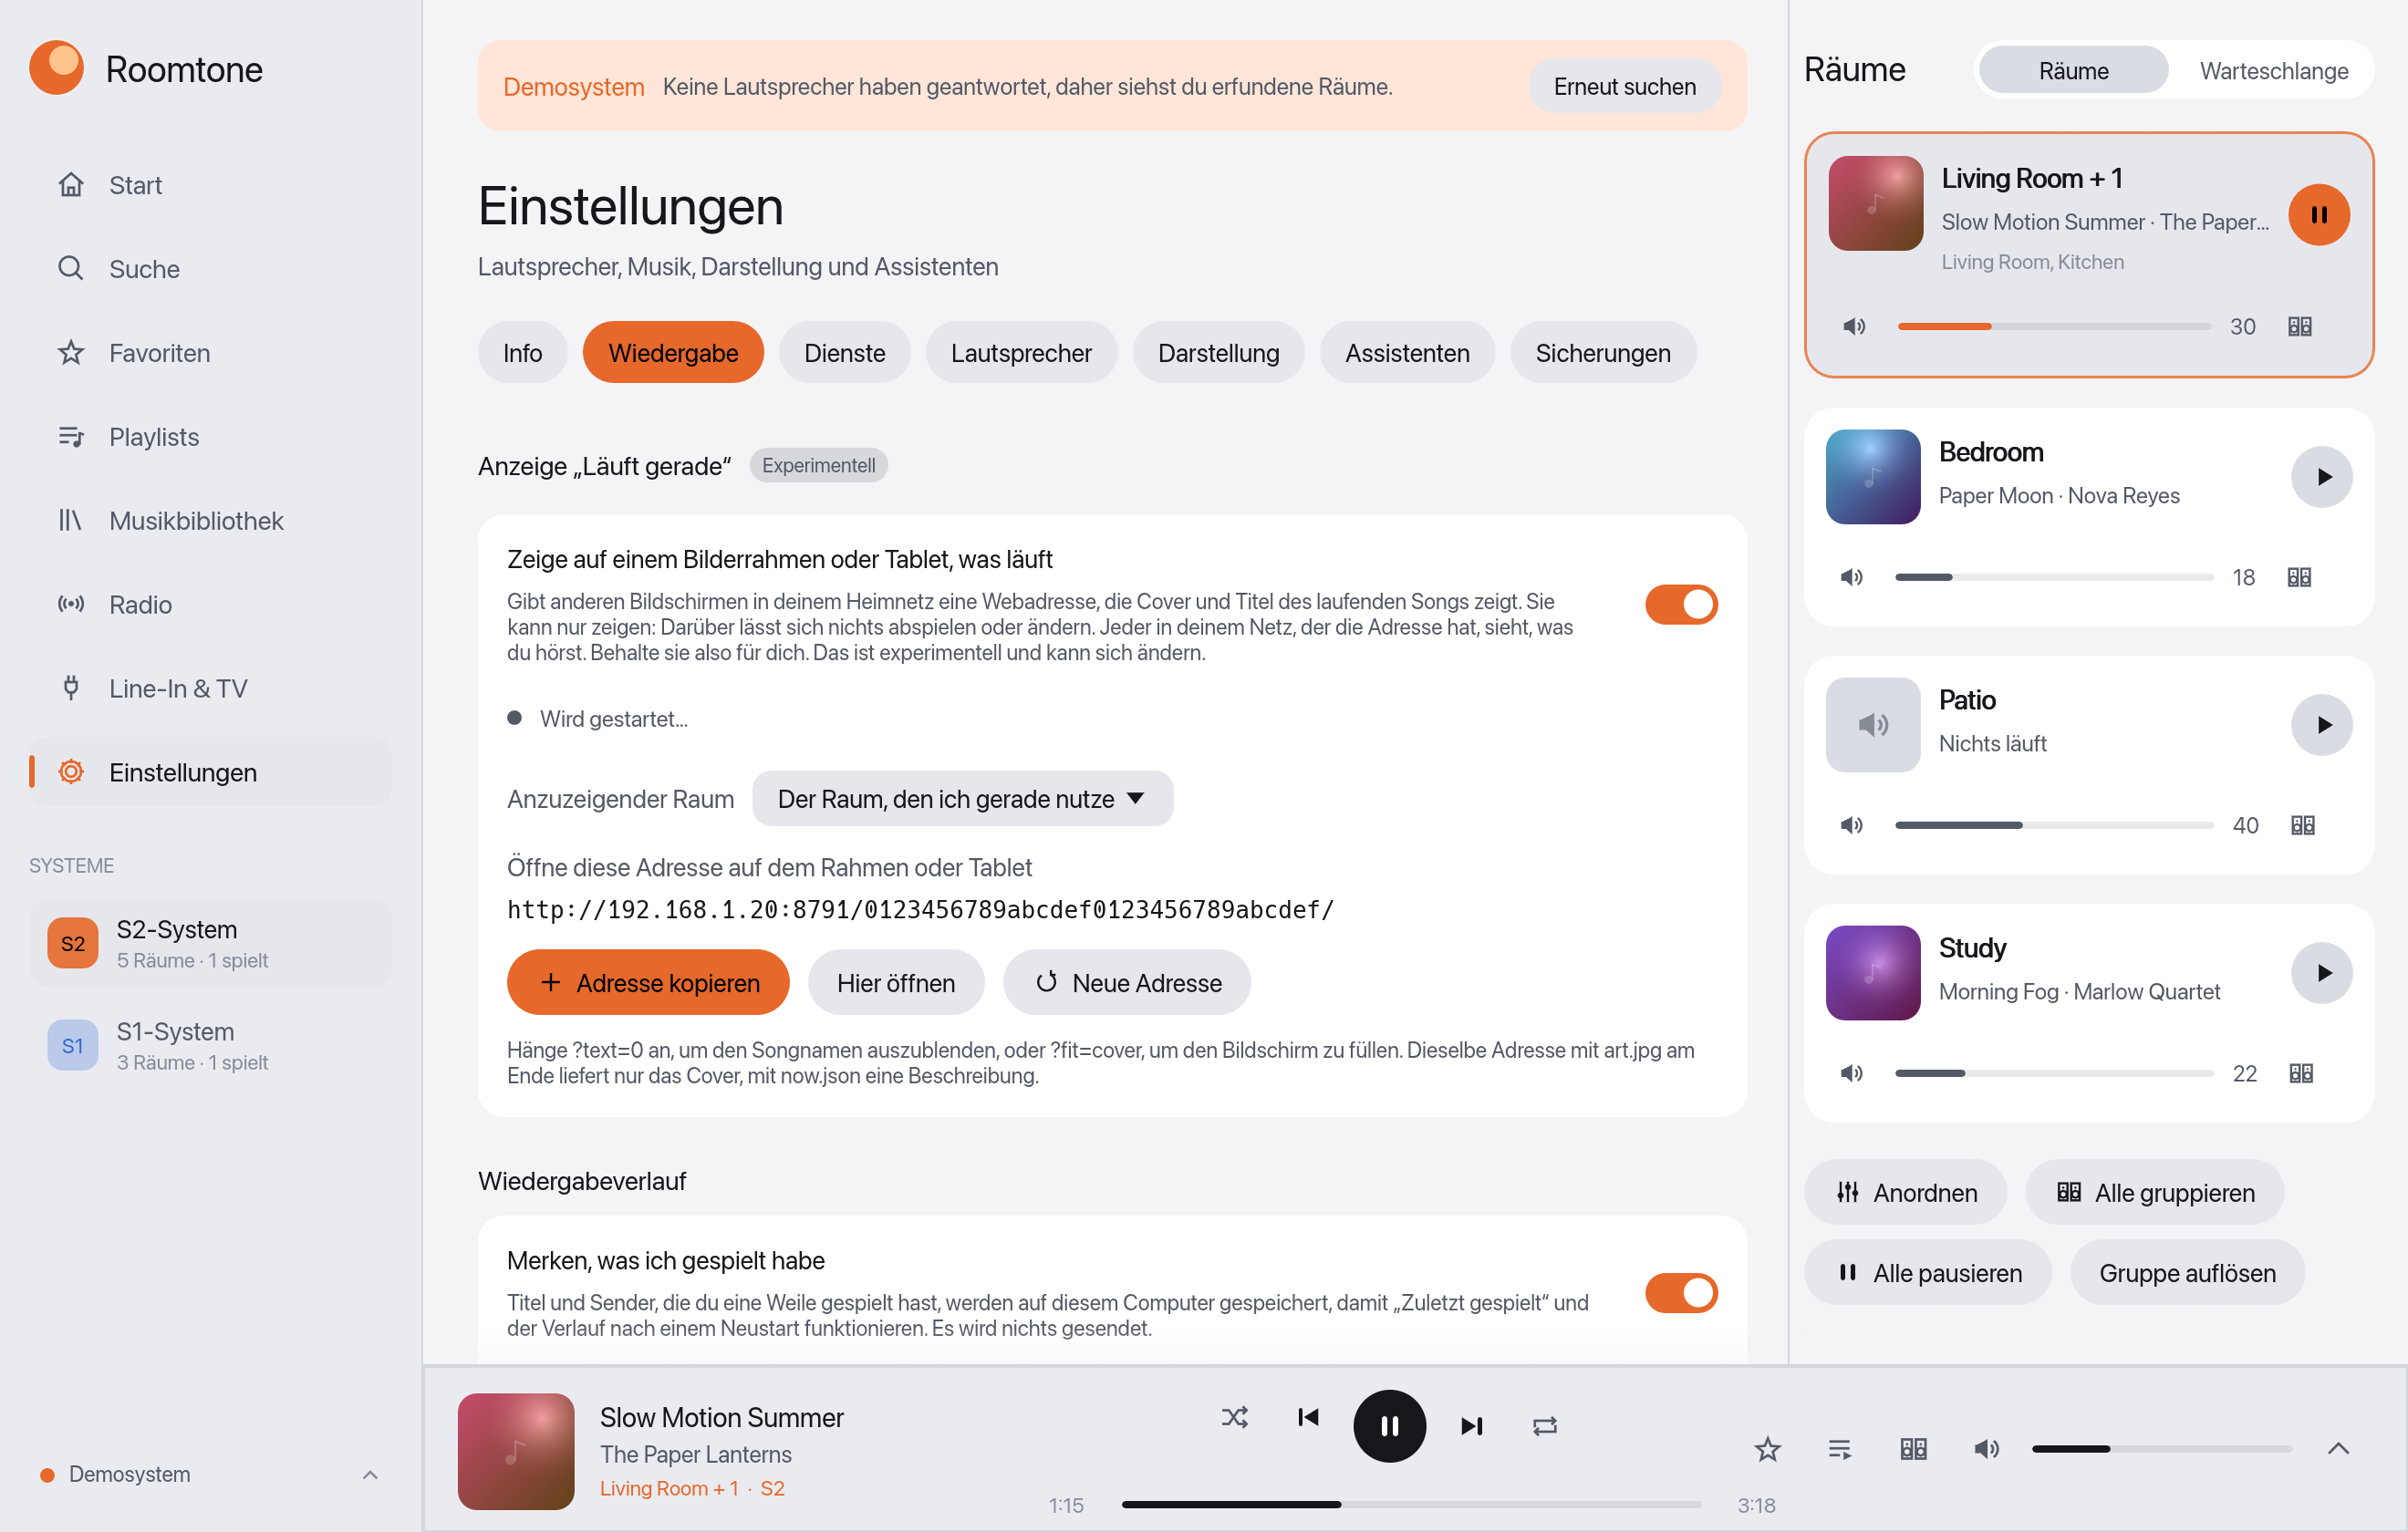 Roomtone
Start
Suche
Favoriten
Playlists
Musikbibliothek
Radio
Line-In & TV
Einstellungen
SYSTEME
S2
S2-System
5 Räume · 1 spielt
S1
S1-System
3 Räume · 1 spielt
Demosystem
Demosystem Keine Lautsprecher haben geantwortet, daher siehst du erfundene Räume.
Erneut suchen
Einstellungen
Lautsprecher, Musik, Darstellung und Assistenten
Info
Wiedergabe
Dienste
Lautsprecher
Darstellung
Assistenten
Sicherungen
Anzeige „Läuft gerade“
Experimentell
Zeige auf einem Bilderrahmen oder Tablet, was läuft
Gibt anderen Bildschirmen in deinem Heimnetz eine Webadresse, die Cover und Titel des laufenden Songs zeigt. Sie
kann nur zeigen: Darüber lässt sich nichts abspielen oder ändern. Jeder in deinem Netz, der die Adresse hat, sieht, was
du hörst. Behalte sie also für dich. Das ist experimentell und kann sich ändern.
Wird gestartet…
Anzuzeigender Raum
Der Raum, den ich gerade nutze
Öffne diese Adresse auf dem Rahmen oder Tablet
http://192.168.1.20:8791/0123456789abcdef0123456789abcdef/
Adresse kopieren
Hier öffnen
Neue Adresse
Hänge ?text=0 an, um den Songnamen auszublenden, oder ?fit=cover, um den Bildschirm zu füllen. Dieselbe Adresse mit art.jpg am
Ende liefert nur das Cover, mit now.json eine Beschreibung.
Wiedergabeverlauf
Merken, was ich gespielt habe
Titel und Sender, die du eine Weile gespielt hast, werden auf diesem Computer gespeichert, damit „Zuletzt gespielt“ und
der Verlauf nach einem Neustart funktionieren. Es wird nichts gesendet.
Räume
Räume
Warteschlange
Living Room + 1
Slow Motion Summer · The Paper…
Living Room, Kitchen
30
Bedroom
Paper Moon · Nova Reyes
18
Patio
Nichts läuft
40
Study
Morning Fog · Marlow Quartet
22
Anordnen
Alle gruppieren
Alle pausieren
Gruppe auflösen
Slow Motion Summer
The Paper Lanterns
Living Room + 1 · S2
1:15
3:18